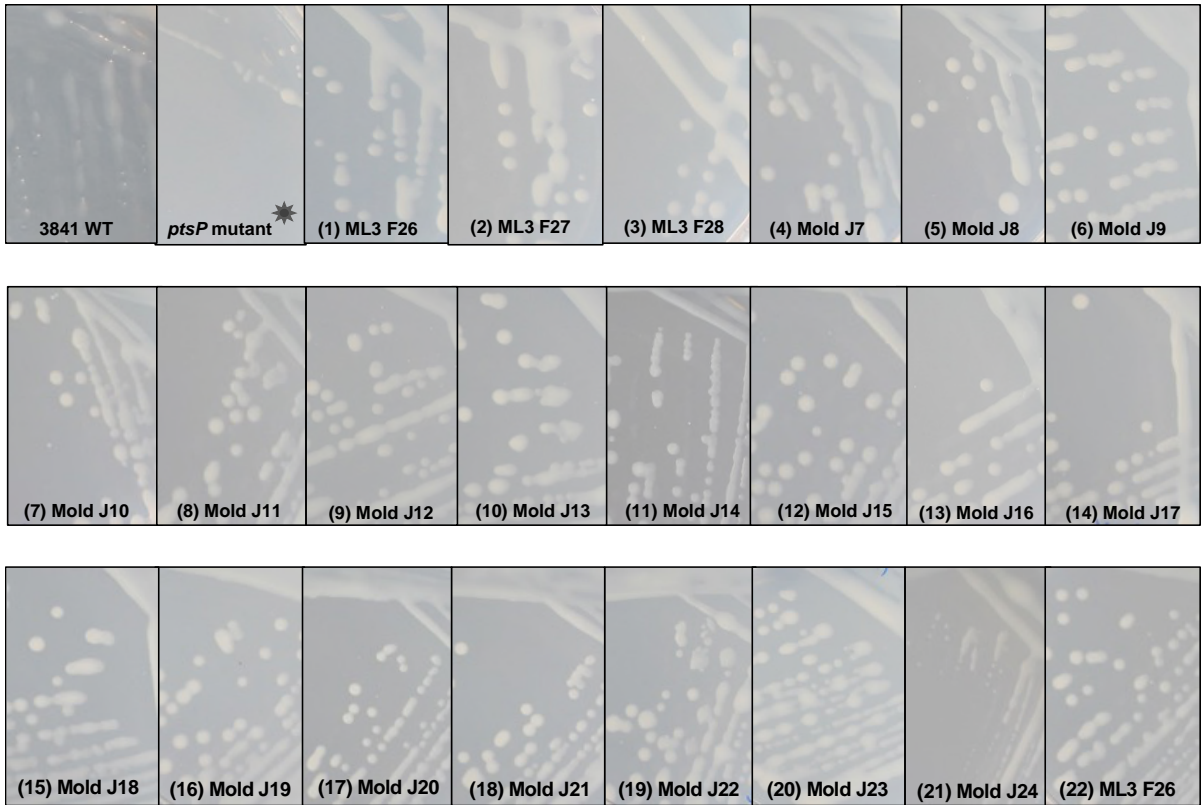 3841 WT
ptsP mutant
(1) ML3 F26
(2) ML3 F27
(3) ML3 F28
(4) Mold J7
(5) Mold J8
(6) Mold J9
(7) Mold J10
(8) Mold J11
(9) Mold J12
(10) Mold J13
(11) Mold J14
(12) Mold J15
(13) Mold J16
(14) Mold J17
(15) Mold J18
(16) Mold J19
(17) Mold J20
(18) Mold J21
(19) Mold J22
(20) Mold J23
(21) Mold J24
(22) ML3 F26